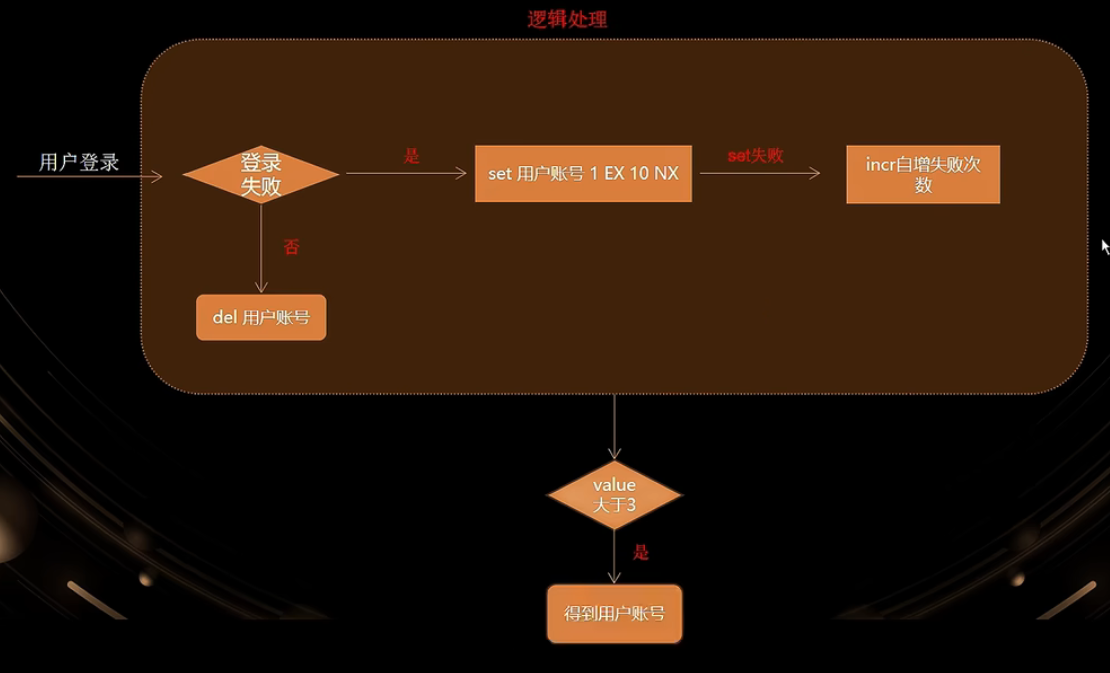 逻辑处理
用户登录
登录
失败
是
set 用户账号 1 EX 10 NX
set失败
incr自增失败次
数
否
del 用户账号
value
大于3
是
得到用户账号